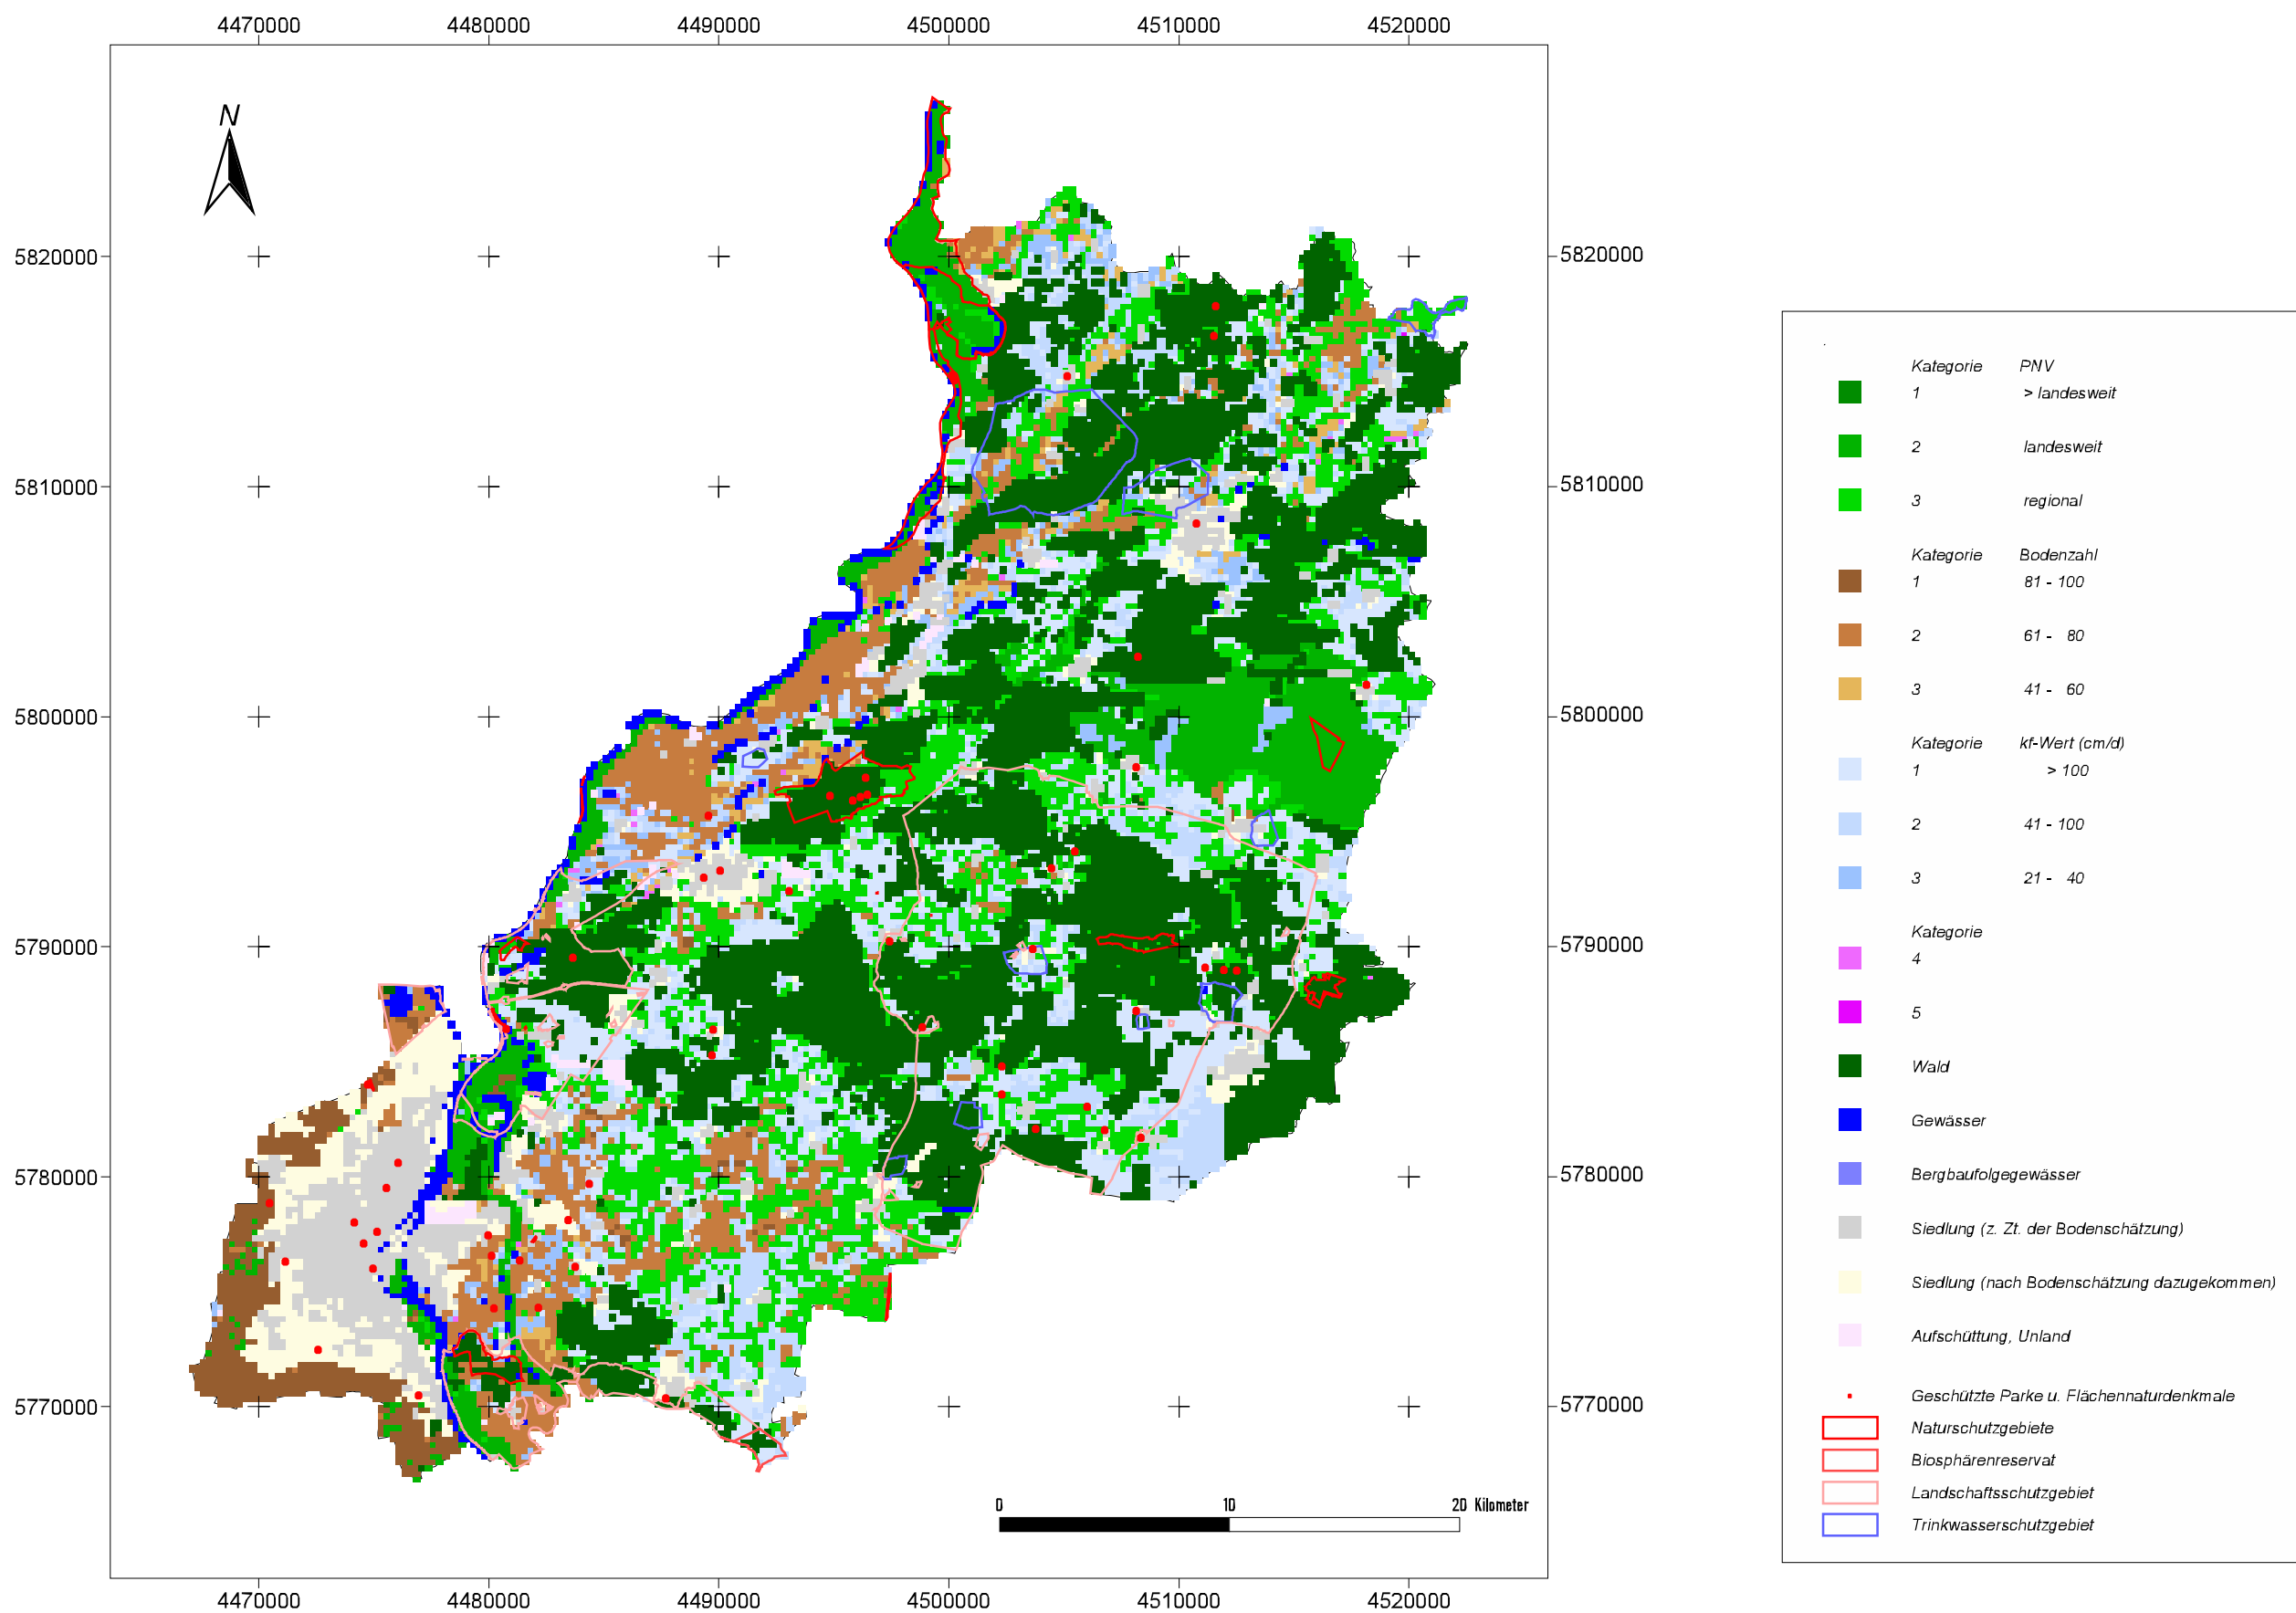 4470000 4480000 4490000 4500000 4510000 4520000
N
5820000 5820000
5810000 5810000
5800000 5800000
5790000 5790000
5780000 5780000
5770000 5770000
0 10 20 Kilometer
4470000 4480000 4490000 4500000 4510000 4520000
Kategorie PNV
1 > landesweit
2 landesweit
3 regional
Kategorie Bodenzahl
1 81 - 100
2 61 - 80
3 41 - 60
Kategorie kf-Wert (cm/d)
1 > 100
2 41 - 100
3 21 - 40
Kategorie
4
5
Wald
Gewässer
Bergbaufolgegewässer
Siedlung (z. Zt. der Bodenschätzung)
Siedlung (nach Bodenschätzung dazugekommen)
Aufschüttung, Unland
Geschützte Parke u. Flächennaturdenkmale
Naturschutzgebiete
Biosphärenreservat
Landschaftsschutzgebiet
Trinkwasserschutzgebiet